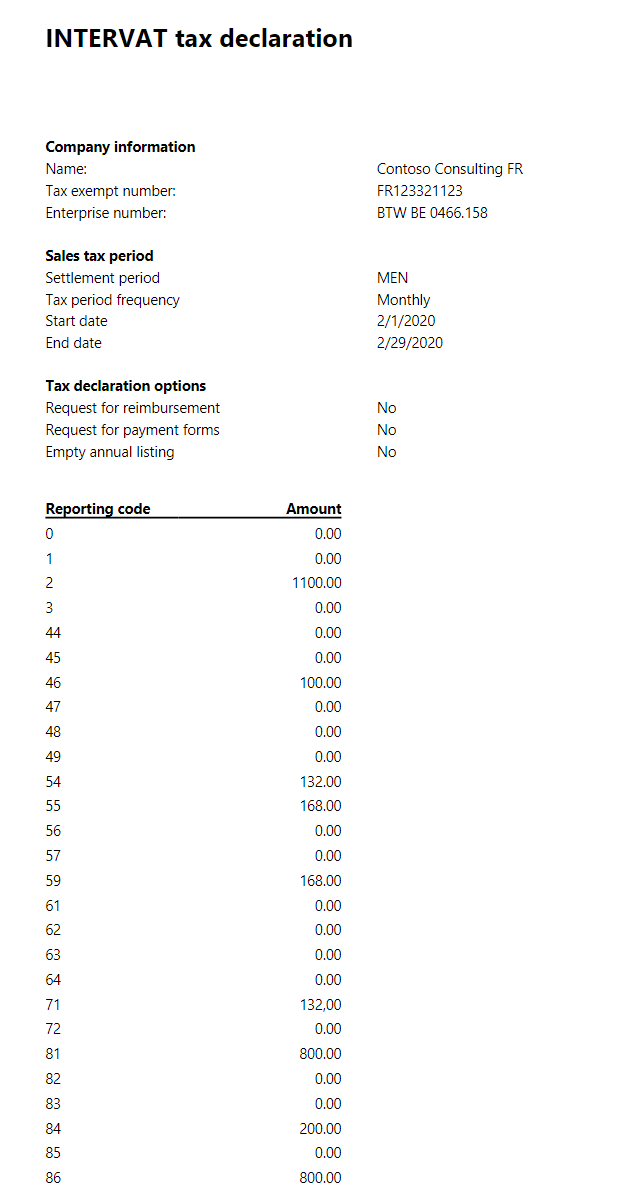 INTERVAT tax declaration
Company information
Name: Contoso Consulting FR
Tax exempt number: FR123321123
Enterprise number: BTW BE 0466.158
Sales tax period
Settlement period MEN
Tax period frequency Monthly
Start date 2/1/2020
End date 2/29/2020
Tax declaration options
Request for reimbursement No
Request for payment forms No
Empty annual listing No
Reporting code Amount
0 0.00
1 0.00
2 1100.00
3 0.00
44 0.00
45 0.00
46 100.00
47 0.00
48 0.00
49 0.00
54 132.00
55 168.00
56 0.00
57 0.00
59 168.00
61 0.00
62 0.00
63 0.00
64 0.00
71 132,00
72 0.00
81 800.00
82 0.00
83 0.00
84 200.00
85 0.00
86 800.00